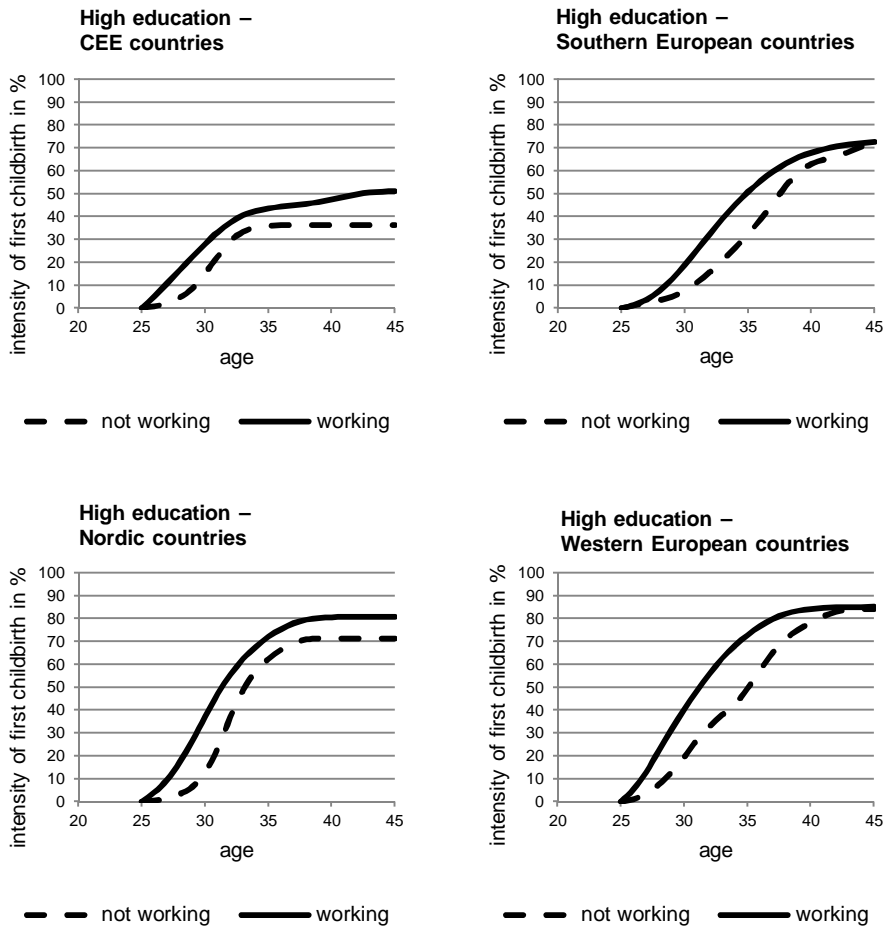 High education –
CEE countries
intensity of first childbirth in %
100
90
80
70
60
50
40
30
20
10
0
20 25 30 35 40 45
age
not working working
High education –
Southern European countries
intensity of first childbirth in %
100
90
80
70
60
50
40
30
20
10
0
20 25 30 35 40 45
age
not working working
High education –
Nordic countries
intensity of first childbirth in %
100
90
80
70
60
50
40
30
20
10
0
20 25 30 35 40 45
age
not working working
High education –
Western European countries
intensity of first childbirth in %
100
90
80
70
60
50
40
30
20
10
0
20 25 30 35 40 45
age
not working working